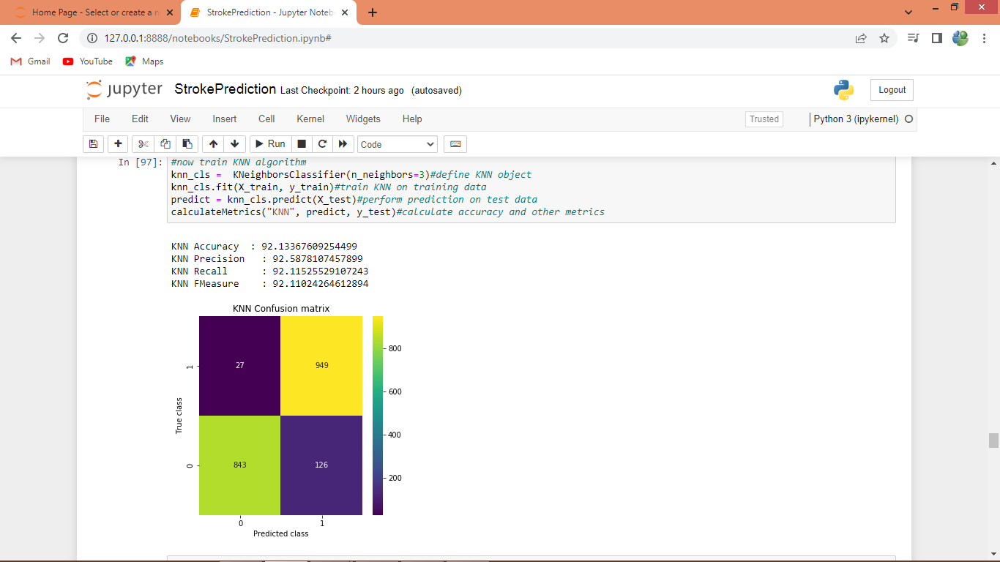 Home Page - Select or create a n
StrokePrediction - Jupyter Noteb
127.0.0.1:8888/notebooks/StrokePrediction.ipynb#
Gmail YouTube Maps
jupyter StrokePrediction Last Checkpoint: 2 hours ago (autosaved)
Logout
File Edit View Insert Cell Kernel Widgets Help
Trusted
Python 3 (ipykernel)
Run Code
In [97]: #now train KNN algorithm
knn_cls =  KNeighborsClassifier(n_neighbors=3)#define KNN object
knn_cls.fit(X_train, y_train)#train KNN on training data
predict = knn_cls.predict(X_test)#perform prediction on test data
calculateMetrics("KNN", predict, y_test)#calculate accuracy and other metrics
KNN Accuracy  : 92.13367609254499
KNN Precision   : 92.5878107457899
KNN Recall      : 92.11525529107243
KNN FMeasure    : 92.11024264612894
KNN Confusion matrix
True class
1
27 949
0
843 126
0 1
Predicted class
800
600
400
200